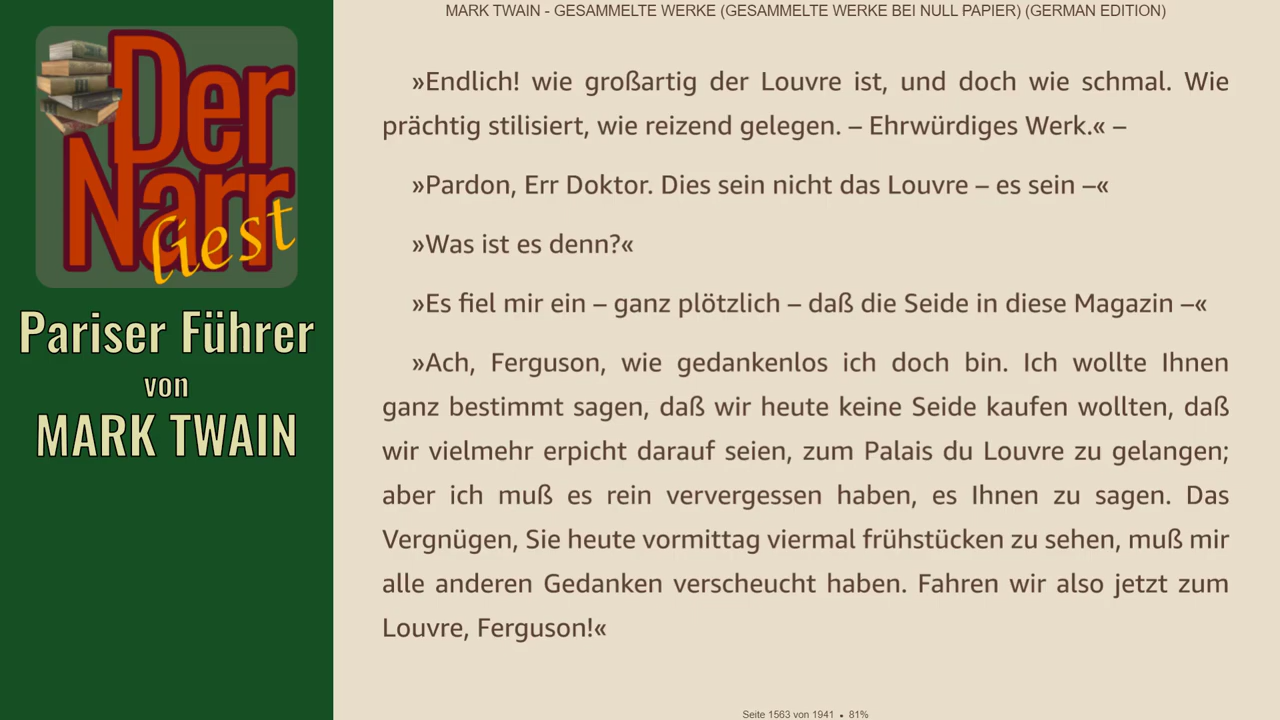 Der
Narr
liest
Pariser Führer
von
MARK TWAIN
MARK TWAIN - GESAMMELTE WERKE (GESAMMELTE WERKE BEI NULL PAPIER) (GERMAN EDITION)
»Endlich! wie großartig der Louvre ist, und doch wie schmal. Wie
prächtig stilisiert, wie reizend gelegen. – Ehrwürdiges Werk.« –
»Pardon, Err Doktor. Dies sein nicht das Louvre – es sein –«
»Was ist es denn?«
»Es fiel mir ein – ganz plötzlich – daß die Seide in diese Magazin –«
»Ach, Ferguson, wie gedankenlos ich doch bin. Ich wollte Ihnen
ganz bestimmt sagen, daß wir heute keine Seide kaufen wollten, daß
wir vielmehr erpicht darauf seien, zum Palais du Louvre zu gelangen;
aber ich muß es rein ververgessen haben, es Ihnen zu sagen. Das
Vergnügen, Sie heute vormittag viermal frühstücken zu sehen, muß mir
alle anderen Gedanken verscheucht haben. Fahren wir also jetzt zum
Louvre, Ferguson!«
Seite 1563 von 1941 • 81%